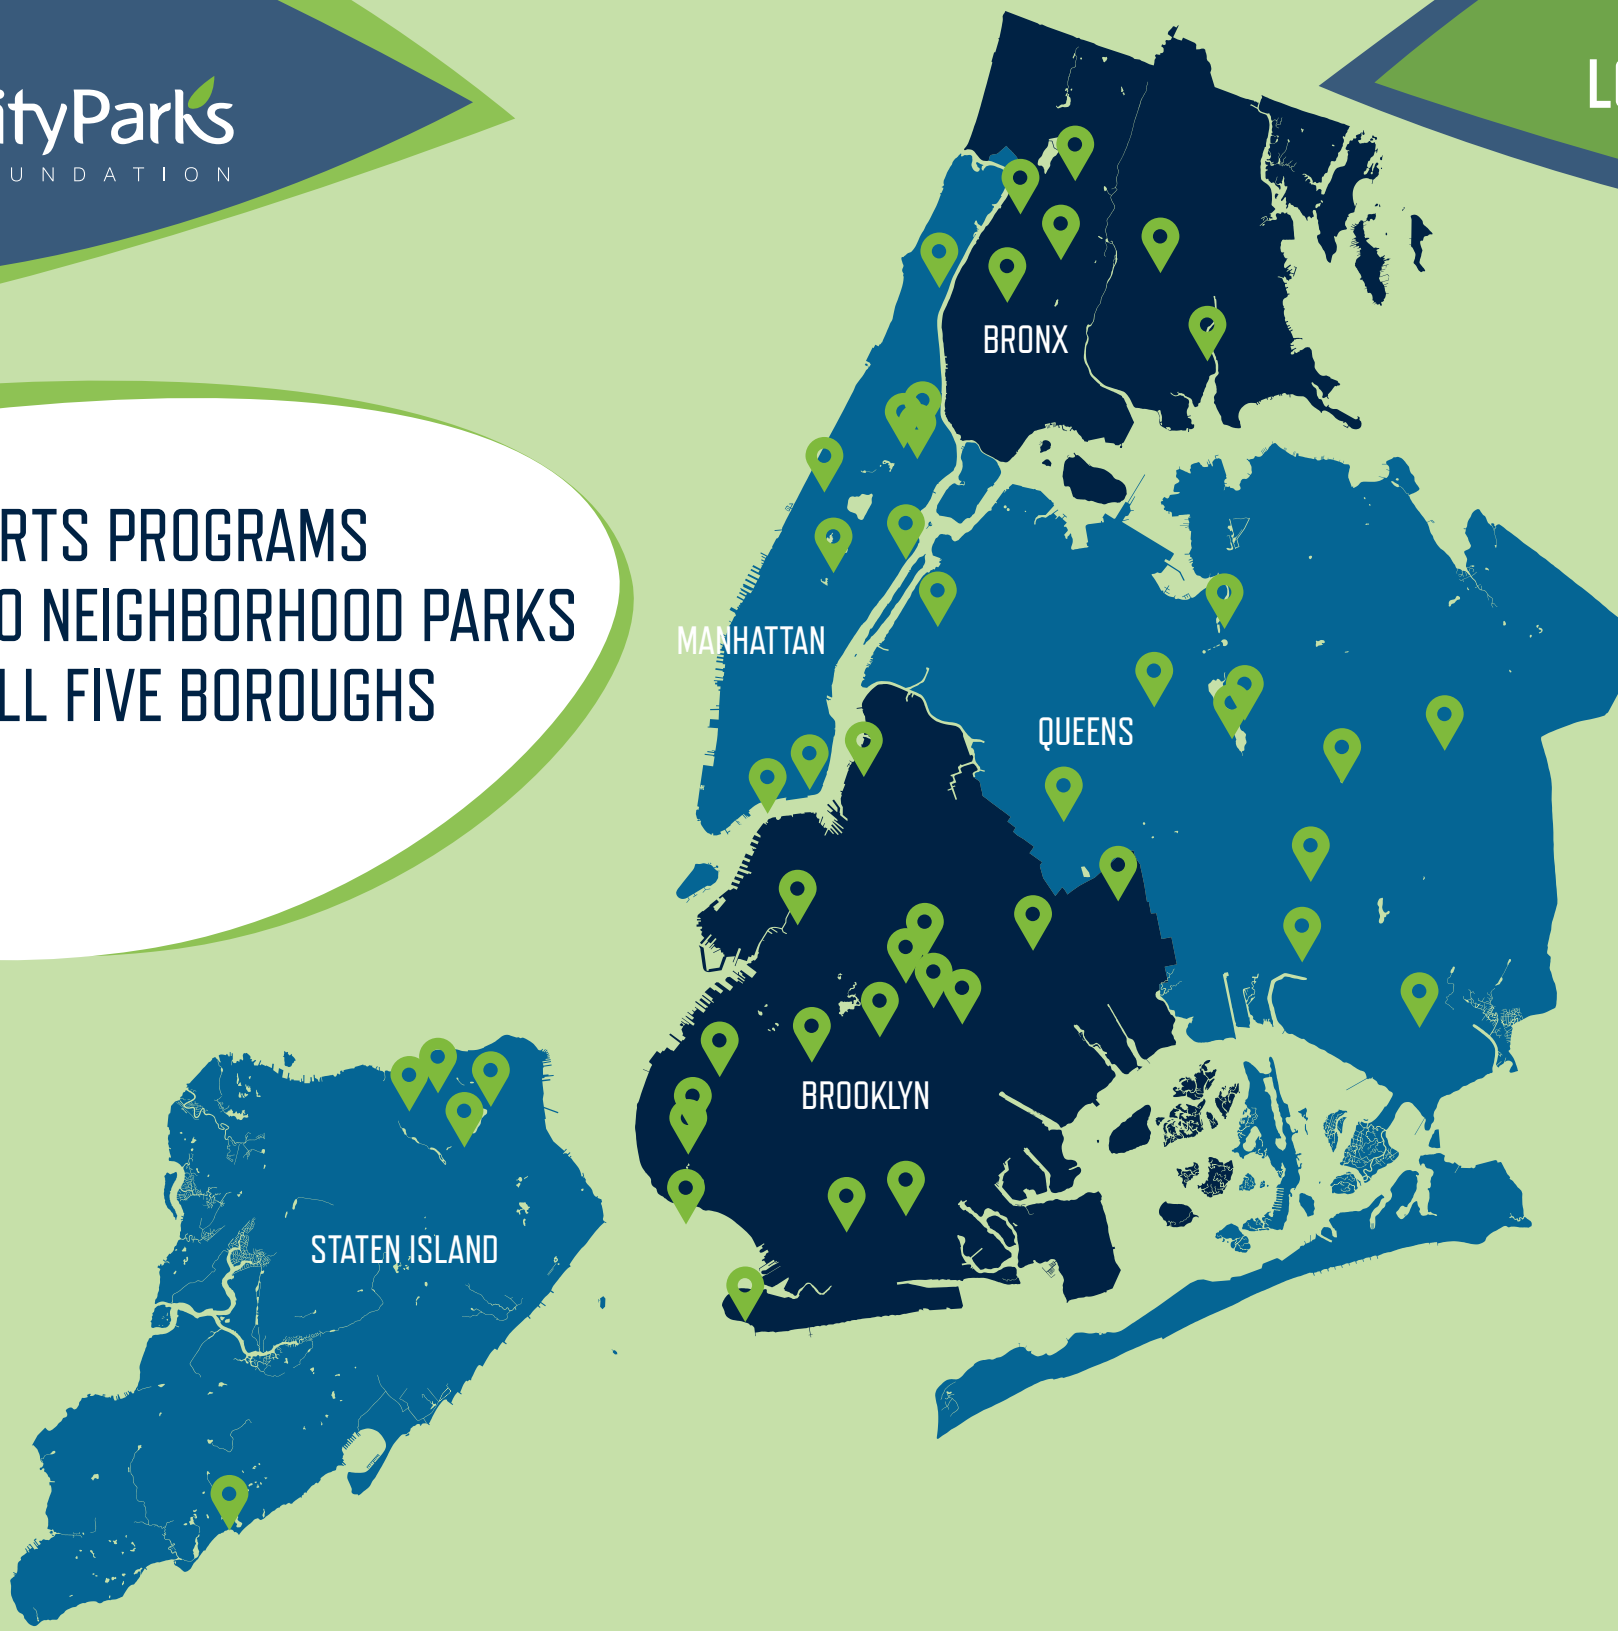 ityParks
UNDATION
RTS PROGRAMS
O NEIGHBORHOOD PARKS
LL FIVE BOROUGHS
BRONX
MANHATTAN
QUEENS
BROOKLYN
STATEN ISLAND